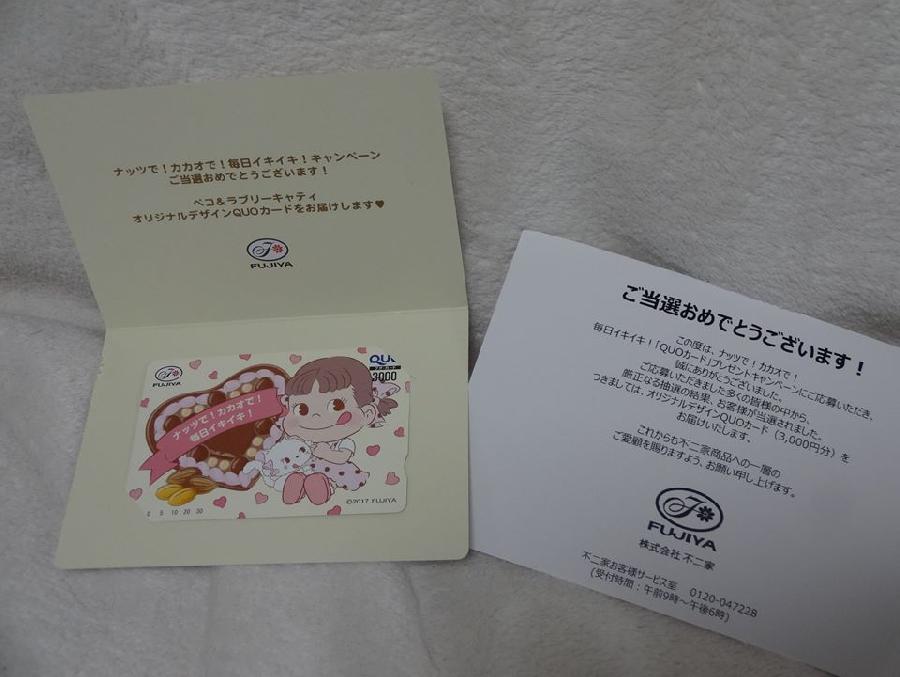 ナッツで！カカオで！毎日イキイキ！キャンペーン
ご当選おめでとうございます！
ペコ＆ラブリーキャティ
オリジナルデザインQUOカードをお届けします♥
FUJIYA
FUJIYA
QU
クオ・カード
3000
ナッツで！カカオで！
毎日イキイキ！
©2017 FUJIYA
0 5 10 20 30
ご当選おめでとうございます！
この度は、ナッツで！カカオで！
毎日イキイキ！「QUOカード」プレゼントキャンペーンにご応募いただき、
誠にありがとうございました。
ご応募いただきました多くの皆様の中から、
厳正なる抽選の結果、お客様が当選されました。
つきましては、オリジナルデザインQUOカード（3,000円分）を
お届けいたします。
これからも不二家商品への一層の
ご愛顧を賜りますよう、お願い申し上げます。
FUJIYA
株式会社 不二家
不二家お客様サービス室 0120-047228
(受付時間：午前9時～午後6時)